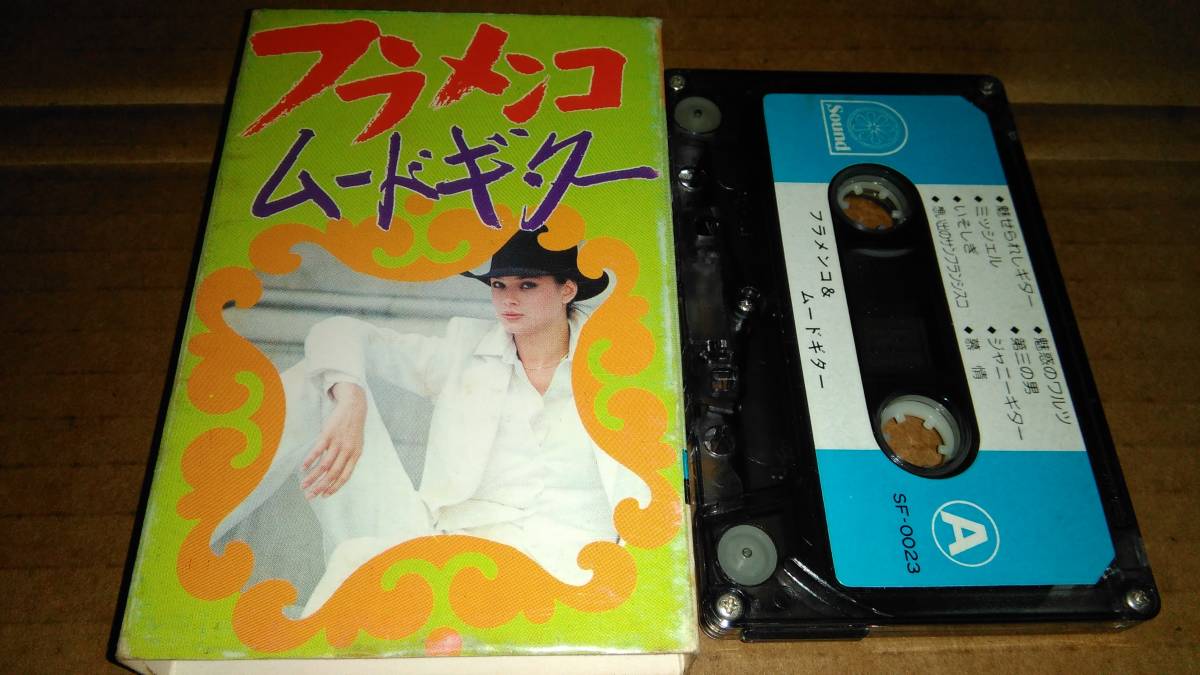 フラメンコ
ムードギター
Sound
◆魅せられしギター
◆ミッシェル
◆いそしぎ
◆想い出のサンフランシスコ
◆魅惑のワルツ
◆第三の男
◆ジャニーギター
◆慕情
フラメンコ&ムードギター
A
SF-0023